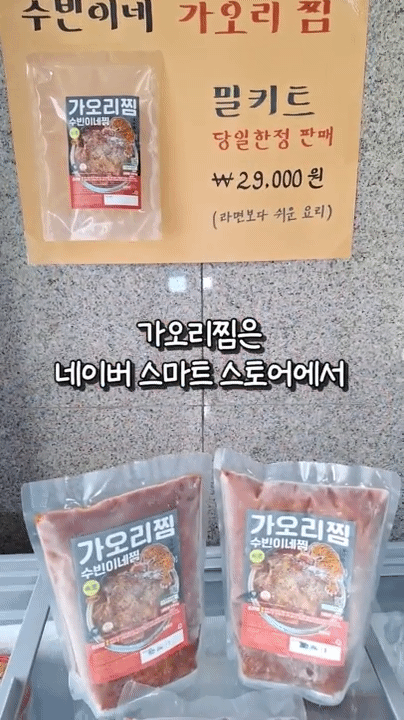 수빈이네 가오리찜
가오리찜
수빈이네찜
밀키트
당일한정 판매
₩29,000원
(라면보다 쉬운 요리)
가오리찜은
네이버 스마트 스토어에서
가오리찜
수빈이네찜
가오리찜
수빈이네찜